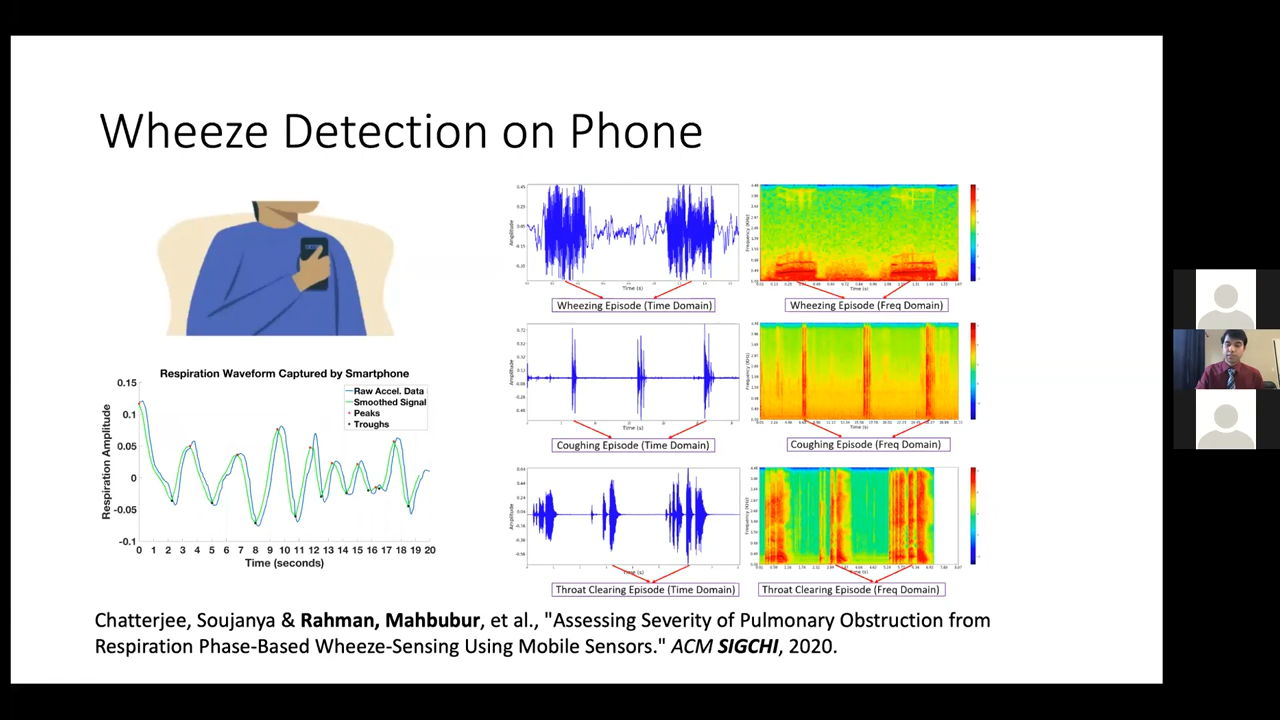 Wheeze Detection on Phone
Wheezing Episode (Time Domain)
Wheezing Episode (Freq Domain)
Coughing Episode (Time Domain)
Coughing Episode (Freq Domain)
Throat Clearing Episode (Time Domain)
Throat Clearing Episode (Freq Domain)
Respiration Waveform Captured by Smartphone
Raw Accel. Data
Smoothed Signal
Peaks
Troughs
Respiration Amplitude
0.15
0.1
0.05
0
-0.05
-0.1
0 1 2 3 4 5 6 7 8 9 10 11 12 13 14 15 16 17 18 19 20
Time (seconds)
Chatterjee, Soujanya & Rahman, Mahbubur, et al., "Assessing Severity of Pulmonary Obstruction from
Respiration Phase-Based Wheeze-Sensing Using Mobile Sensors." ACM SIGCHI, 2020.